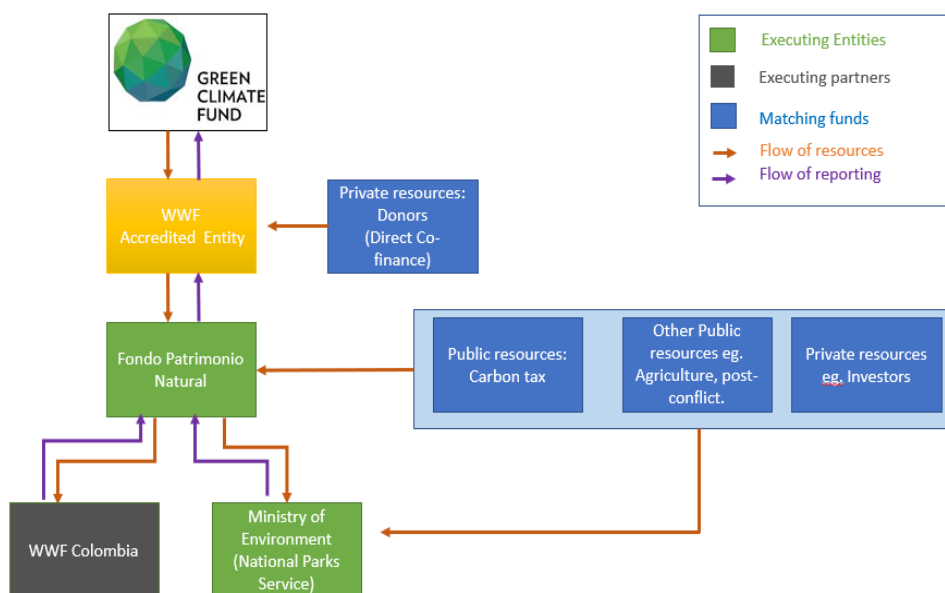 GREEN
CLIMATE
FUND
Executing Entities
Executing partners
Matching funds
Flow of resources
Flow of reporting
WWF
Accredited Entity
Private resources:
Donors
(Direct Co-
finance)
Fondo Patrimonio
Natural
Public resources:
Carbon tax
Other Public
resources eg.
Agriculture, post-
conflict.
Private resources
eg. Investors
WWF Colombia
Ministry of
Environment
(National Parks
Service)